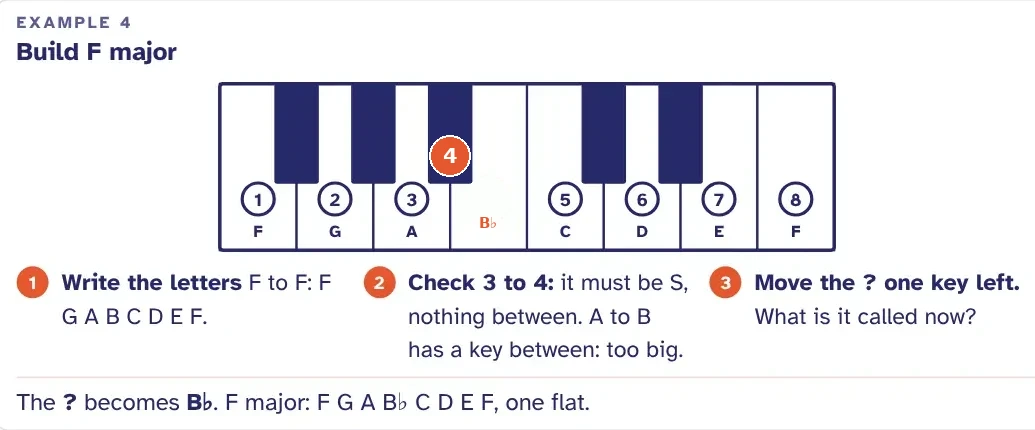 EXAMPLE 4
Build F major
4
1 2 3 5 6 7 8
F G A B♭ C D E F
1 Write the letters F to F: F
G A B C D E F.
2 Check 3 to 4: it must be S,
nothing between. A to B
has a key between: too big.
3 Move the ? one key left.
What is it called now?
The ? becomes B♭. F major: F G A B♭ C D E F, one flat.